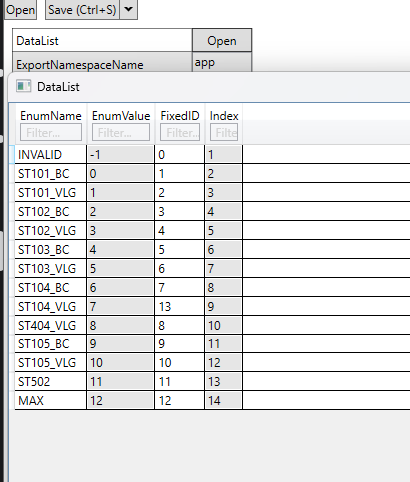 Open Save (Ctrl+S)
DataList Open
ExportNamespaceName app
DataList
EnumName EnumValue FixedID Index
Filter... Filter... Filter... Filte
INVALID -1 0 1
ST101_BC 0 1 2
ST101_VLG 1 2 3
ST102_BC 2 3 4
ST102_VLG 3 4 5
ST103_BC 4 5 6
ST103_VLG 5 6 7
ST104_BC 6 7 8
ST104_VLG 7 13 9
ST404_VLG 8 8 10
ST105_BC 9 9 11
ST105_VLG 10 10 12
ST502 11 11 13
MAX 12 12 14